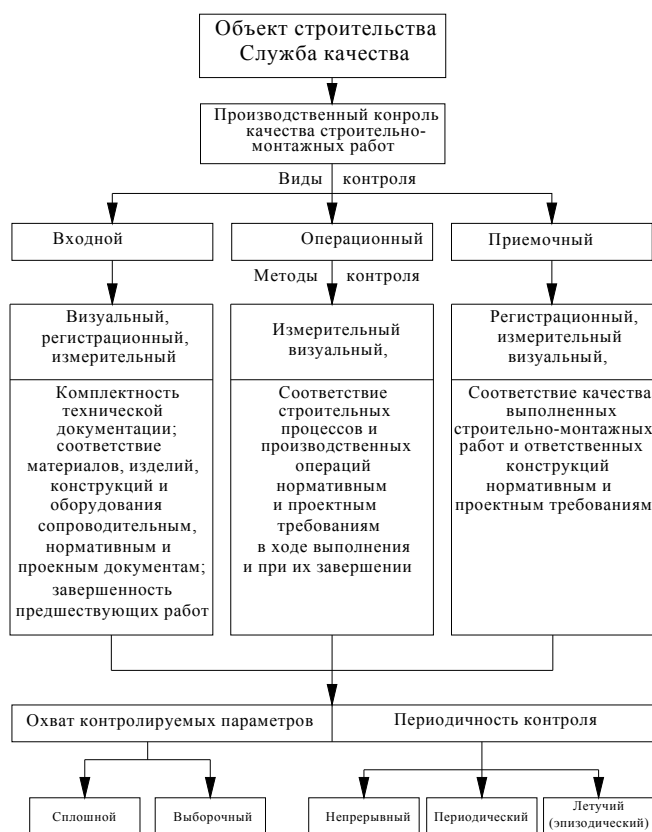 Объект строительства
Служба качества
Производственный конроль
качества строительно-
монтажных работ
Виды контроля
Входной
Операционный
Приемочный
Методы контроля
Визуальный,
регистрационный,
измерительный
Измерительный
визуальный,
Регистрационный,
измерительный
визуальный,
Комплектность
технической
документации;
соответствие
материалов, изделий,
конструкций и
оборудования
сопроводительным,
нормативным и
проекным документам;
завершенность
предшествующих работ
Соответствие
строительных
процессов и
производственных
операций
нормативным
и проектным
требованиям
в ходе выполнения
и при их завершении
Соответствие качества
выполненных
строительно-монтажных
работ и ответственных
конструкций
нормативным и
проектным требованиям
Охват контролируемых параметров
Периодичность контроля
Сплошной
Выборочный
Непрерывный
Периодический
Летучий
(эпизодический)